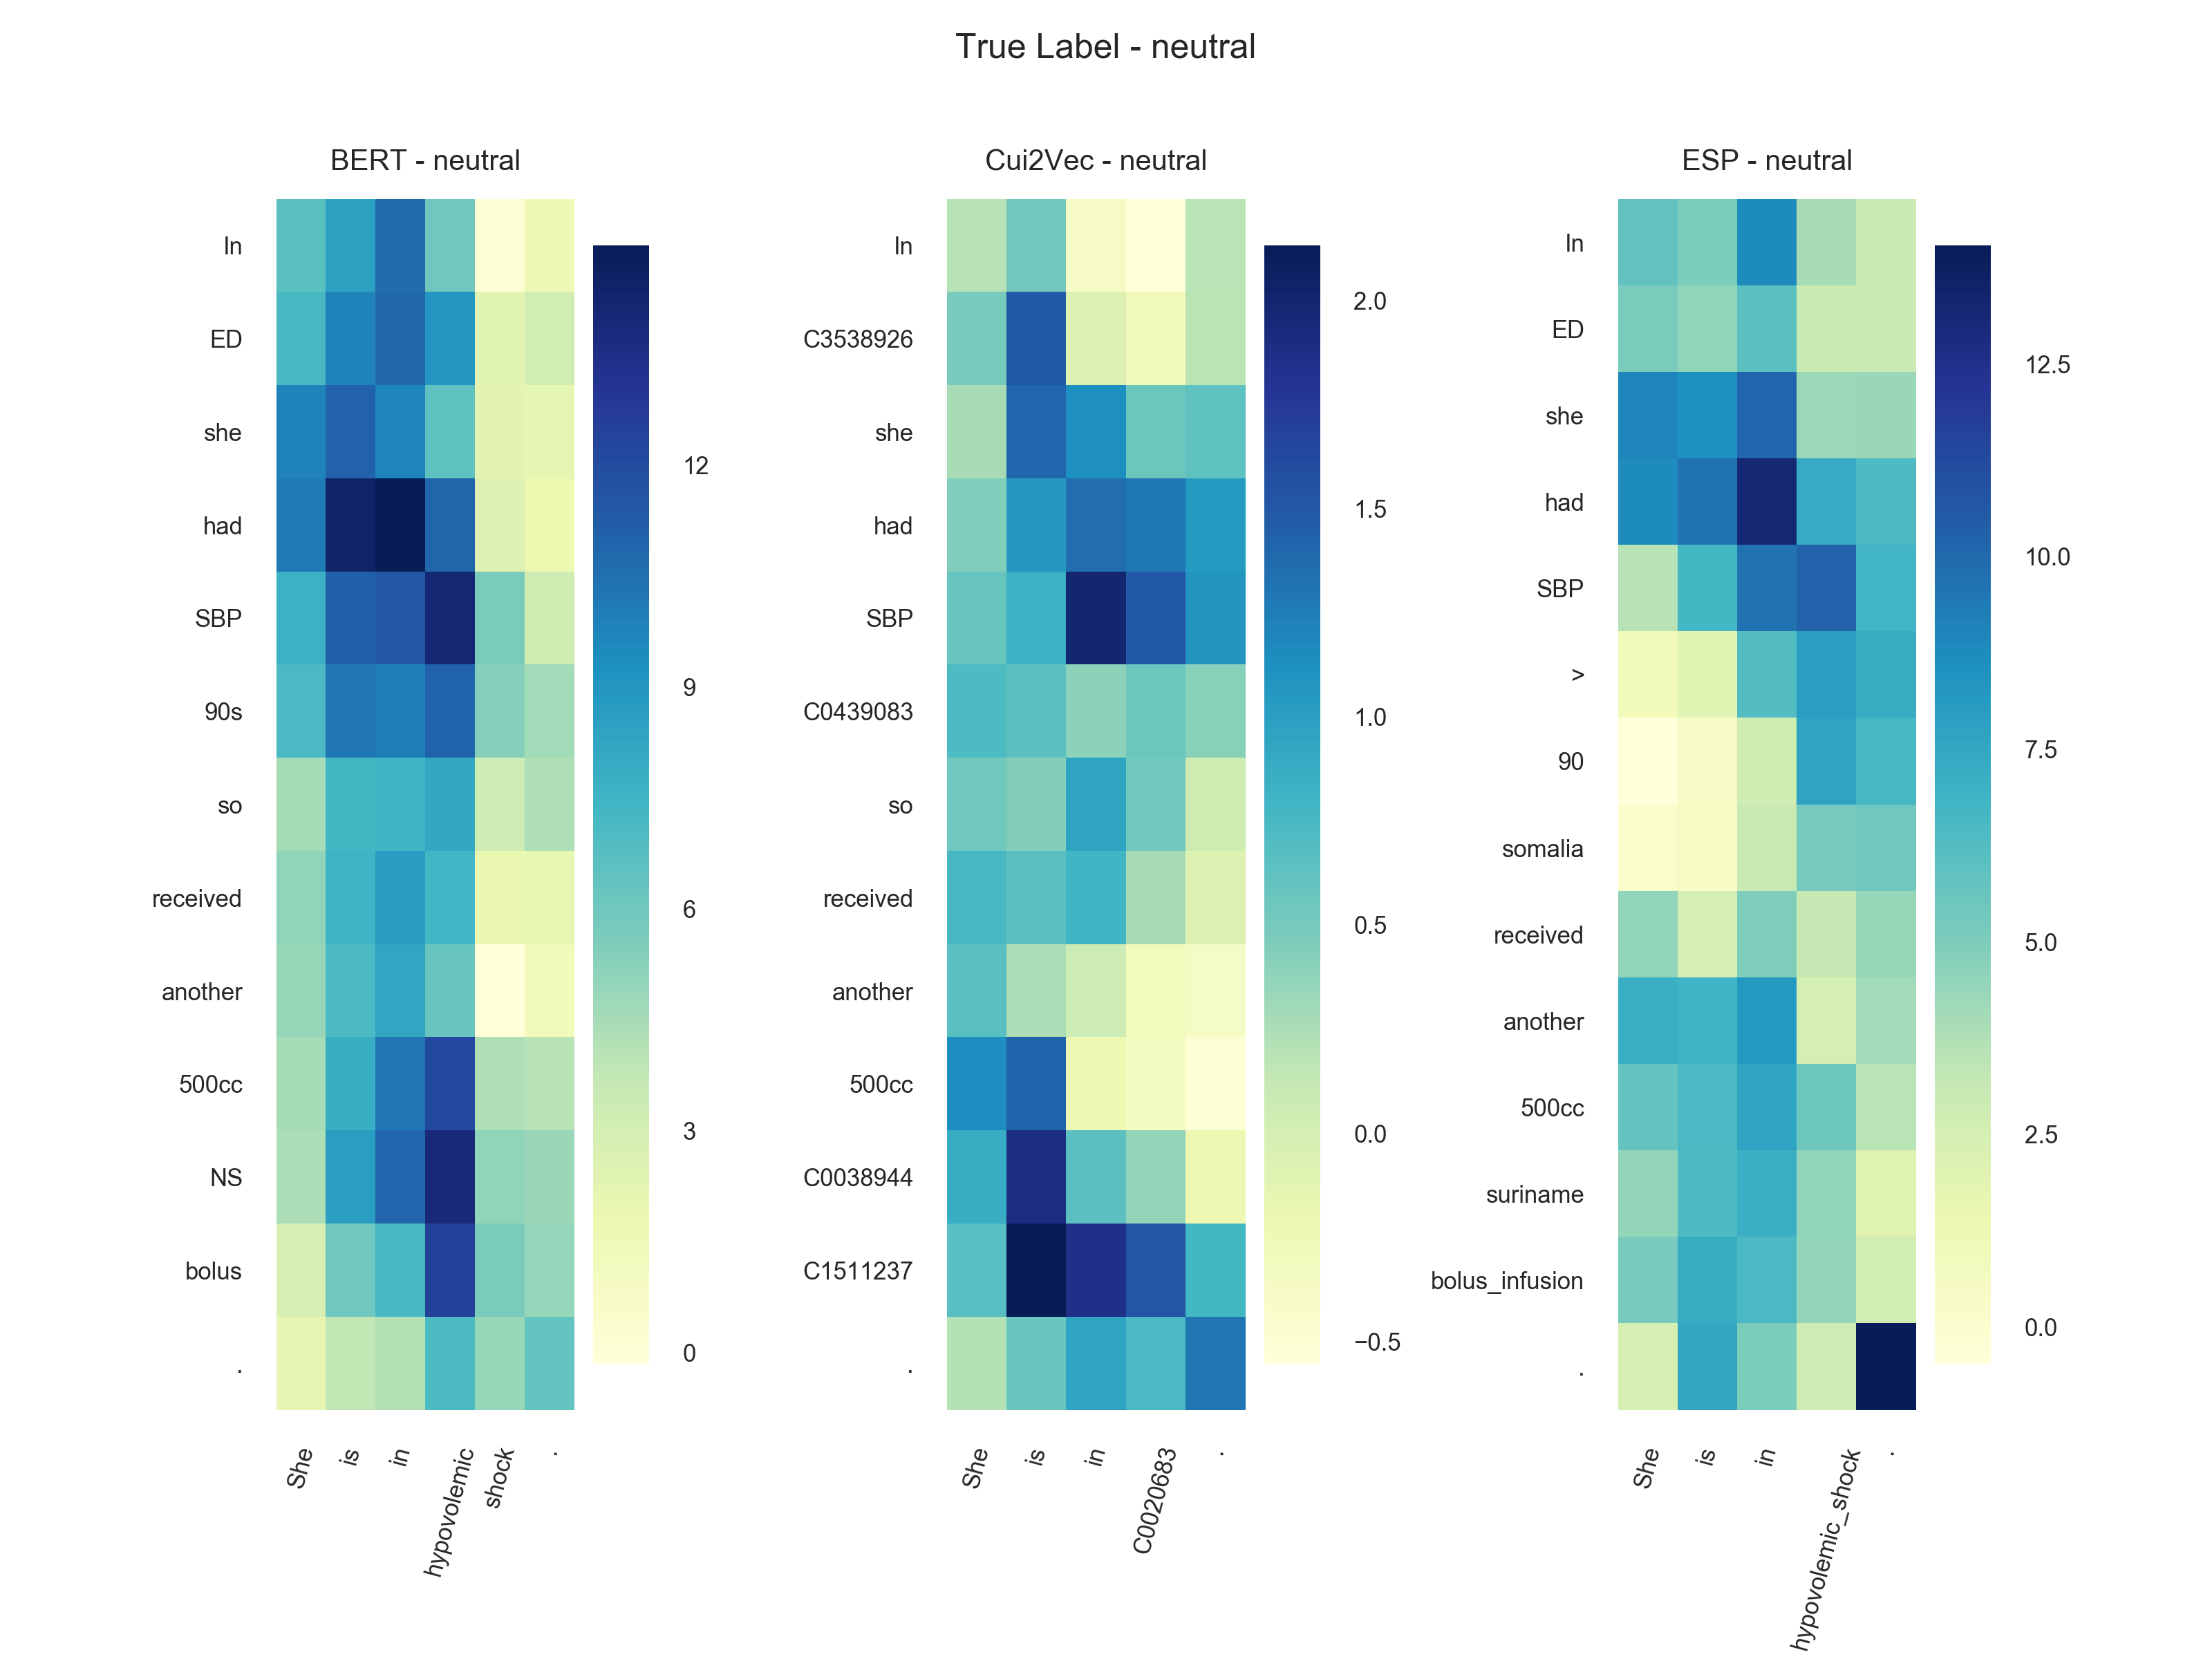 True Label - neutral
BERT - neutral
In
ED
she
had
SBP
90s
so
received
another
500cc
NS
bolus
.
She
is
in
hypovolemic
shock
.
12
9
6
3
0
Cui2Vec - neutral
In
C3538926
she
had
SBP
C0439083
so
received
another
500cc
C0038944
C1511237
.
She
is
in
C0020683
.
2.0
1.5
1.0
0.5
0.0
−0.5
ESP - neutral
In
ED
she
had
SBP
>
90
somalia
received
another
500cc
suriname
bolus_infusion
.
She
is
in
hypovolemic_shock
.
12.5
10.0
7.5
5.0
2.5
0.0